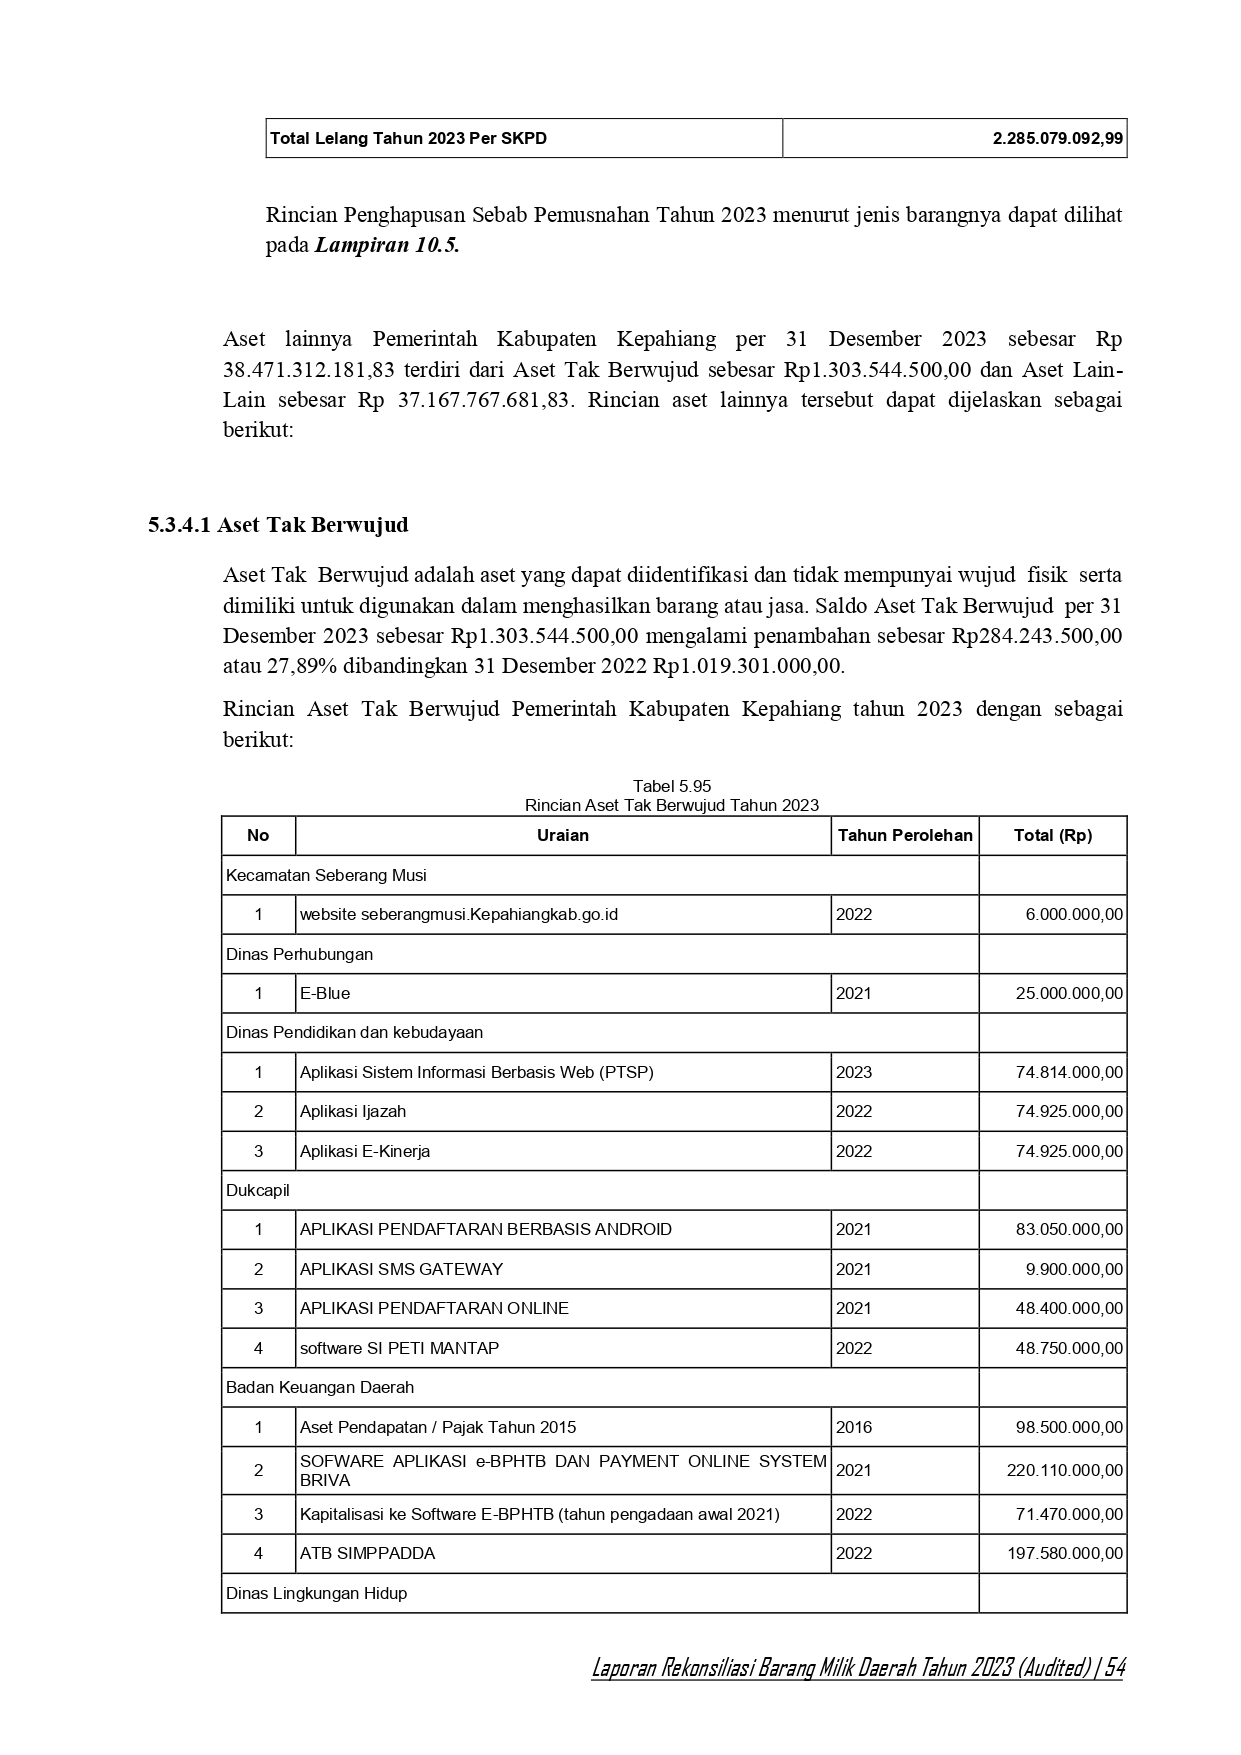 Total Lelang Tahun 2023 Per SKPD 2.285.079.092,99
Rincian Penghapusan Sebab Pemusnahan Tahun 2023 menurut jenis barangnya dapat dilihat
pada Lampiran 10.5.
Aset lainnya Pemerintah Kabupaten Kepahiang per 31 Desember 2023 sebesar Rp
38.471.312.181,83 terdiri dari Aset Tak Berwujud sebesar Rp1.303.544.500,00 dan Aset Lain-
Lain sebesar Rp 37.167.767.681,83. Rincian aset lainnya tersebut dapat dijelaskan sebagai
berikut:
5.3.4.1 Aset Tak Berwujud
Aset Tak Berwujud adalah aset yang dapat diidentifikasi dan tidak mempunyai wujud fisik serta
dimiliki untuk digunakan dalam menghasilkan barang atau jasa. Saldo Aset Tak Berwujud per 31
Desember 2023 sebesar Rp1.303.544.500,00 mengalami penambahan sebesar Rp284.243.500,00
atau 27,89% dibandingkan 31 Desember 2022 Rp1.019.301.000,00.
Rincian Aset Tak Berwujud Pemerintah Kabupaten Kepahiang tahun 2023 dengan sebagai
berikut:
Tabel 5.95
Rincian Aset Tak Berwujud Tahun 2023
No Uraian Tahun Perolehan Total (Rp)
Kecamatan Seberang Musi
1 website seberangmusi.Kepahiangkab.go.id 2022 6.000.000,00
Dinas Perhubungan
1 E-Blue 2021 25.000.000,00
Dinas Pendidikan dan kebudayaan
1 Aplikasi Sistem Informasi Berbasis Web (PTSP) 2023 74.814.000,00
2 Aplikasi Ijazah 2022 74.925.000,00
3 Aplikasi E-Kinerja 2022 74.925.000,00
Dukcapil
1 APLIKASI PENDAFTARAN BERBASIS ANDROID 2021 83.050.000,00
2 APLIKASI SMS GATEWAY 2021 9.900.000,00
3 APLIKASI PENDAFTARAN ONLINE 2021 48.400.000,00
4 software SI PETI MANTAP 2022 48.750.000,00
Badan Keuangan Daerah
1 Aset Pendapatan / Pajak Tahun 2015 2016 98.500.000,00
2 SOFWARE APLIKASI e-BPHTB DAN PAYMENT ONLINE SYSTEM
BRIVA 2021 220.110.000,00
3 Kapitalisasi ke Software E-BPHTB (tahun pengadaan awal 2021) 2022 71.470.000,00
4 ATB SIMPPADDA 2022 197.580.000,00
Dinas Lingkungan Hidup
Laporan Rekonsiliasi Barang Milik Daerah Tahun 2023 (Audited) | 54